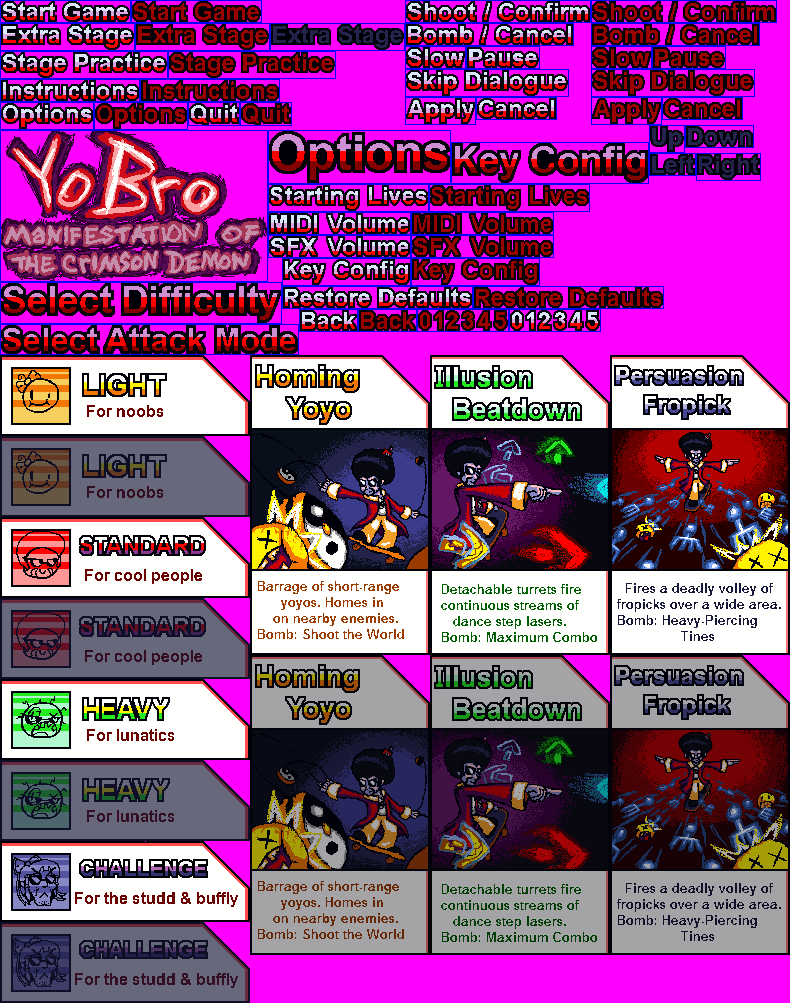 Start Game Start Game
Extra Stage Extra Stage Extra Stage
Stage Practice Stage Practice
Instructions Instructions
Options Options Quit Quit
Shoot / Confirm Shoot / Confirm
Bomb / Cancel Bomb / Cancel
Slow Pause Slow Pause
Skip Dialogue Skip Dialogue
Apply Cancel Apply Cancel
Up Down
Left Right
YoBro
MANIFESTATION OF
THE CRIMSON DEMON
Options Key Config
Starting Lives Starting Lives
MIDI Volume MIDI Volume
SFX Volume SFX Volume
Key Config Key Config
Restore Defaults Restore Defaults
Back Back 012345 012345
Select Difficulty
Select Attack Mode
LIGHT
For noobs
LIGHT
For noobs
STANDARD
For cool people
STANDARD
For cool people
HEAVY
For lunatics
HEAVY
For lunatics
CHALLENGE
For the studd & buffly
CHALLENGE
For the studd & buffly
Homing
Yoyo
Barrage of short-range
yoyos. Homes in
on nearby enemies.
Bomb: Shoot the World
Illusion
Beatdown
Detachable turrets fire
continuous streams of
dance step lasers.
Bomb: Maximum Combo
Persuasion
Fropick
Fires a deadly volley of
fropicks over a wide area.
Bomb: Heavy-Piercing
Tines
Homing
Yoyo
Barrage of short-range
yoyos. Homes in
on nearby enemies.
Bomb: Shoot the World
Illusion
Beatdown
Detachable turrets fire
continuous streams of
dance step lasers.
Bomb: Maximum Combo
Persuasion
Fropick
Fires a deadly volley of
fropicks over a wide area.
Bomb: Heavy-Piercing
Tines